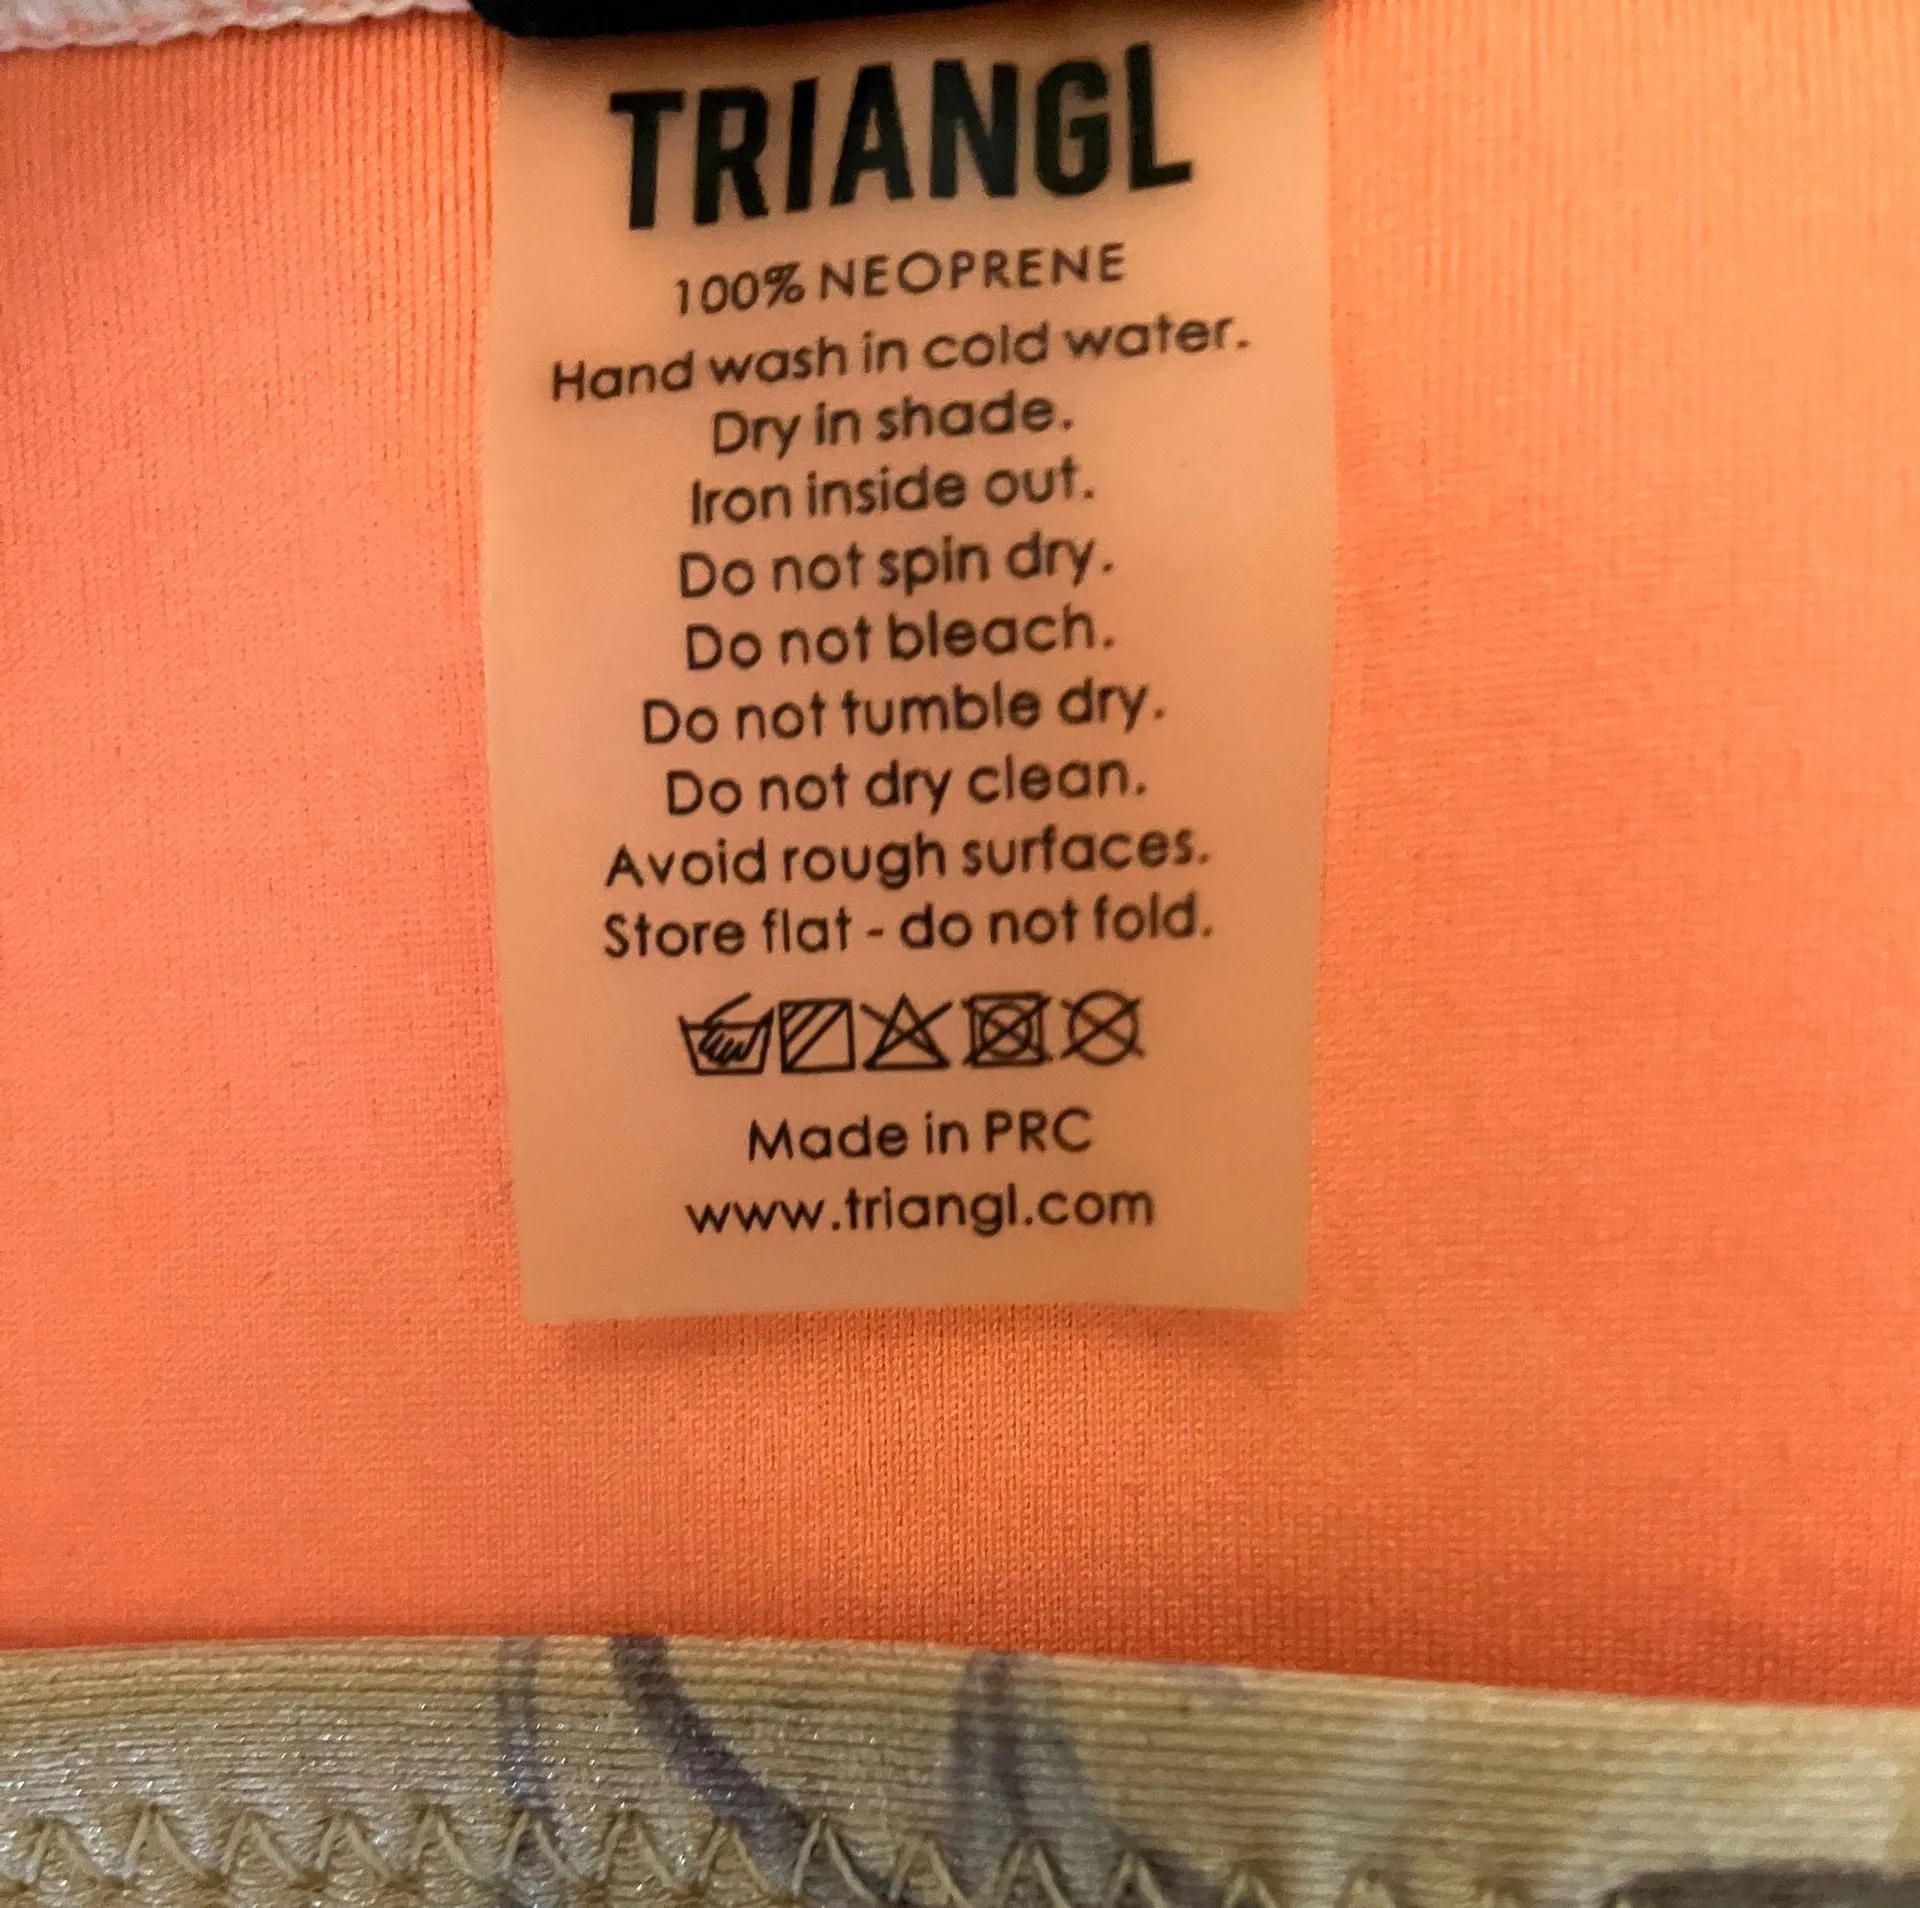 TRIANGL
100% NEOPRENE
Hand wash in cold water.
Dry in shade.
Iron inside out.
Do not spin dry.
Do not bleach.
Do not tumble dry.
Do not dry clean.
Avoid rough surfaces.
Store flat - do not fold.
Made in PRC
www.triangl.com